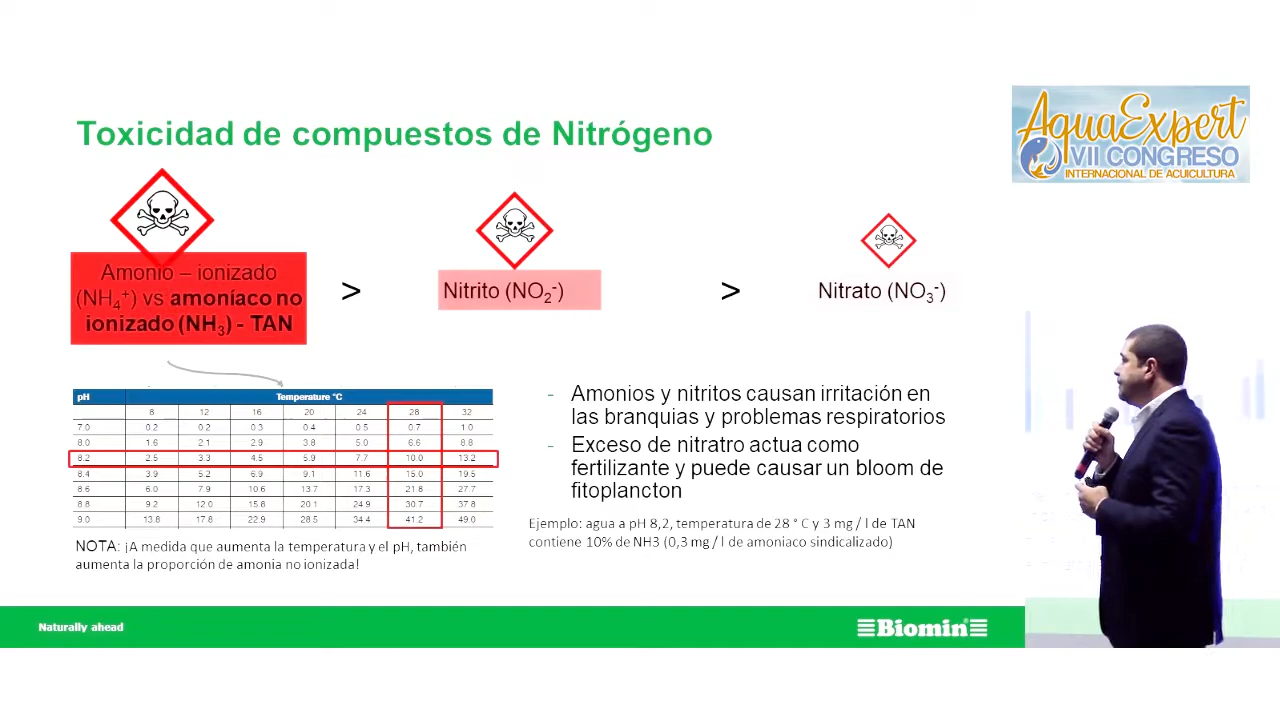 Toxicidad de compuestos de Nitrógeno
AquaExpert
VII CONGRESO
INTERNACIONAL DE ACUICULTURA
Amonio – ionizado
(NH₄⁺) vs amoníaco no
ionizado (NH₃) - TAN
>
Nitrito (NO₂⁻)
>
Nitrato (NO₃⁻)
pH Temperature °C
8 12 16 20 24 28 32
7.0 0.2 0.2 0.3 0.4 0.5 0.7 1.0
8.0 1.6 2.1 2.9 3.8 5.0 6.6 8.8
8.2 2.5 3.3 4.5 5.9 7.7 10.0 13.2
8.4 3.9 5.2 6.9 9.1 11.6 15.0 19.5
8.6 6.0 7.9 10.6 13.7 17.3 21.8 27.7
8.8 9.2 12.0 15.8 20.1 24.9 30.7 37.8
9.0 13.8 17.8 22.9 28.5 34.4 41.2 49.0
NOTA: ¡A medida que aumenta la temperatura y el pH, también
aumenta la proporción de amonia no ionizada!
- Amonios y nitritos causan irritación en
las branquias y problemas respiratorios
- Exceso de nitratro actua como
fertilizante y puede causar un bloom de
fitoplancton
Ejemplo: agua a pH 8,2, temperatura de 28 ° C y 3 mg / l de TAN
contiene 10% de NH3 (0,3 mg / l de amoniaco sindicalizado)
Naturally ahead
Biomin®